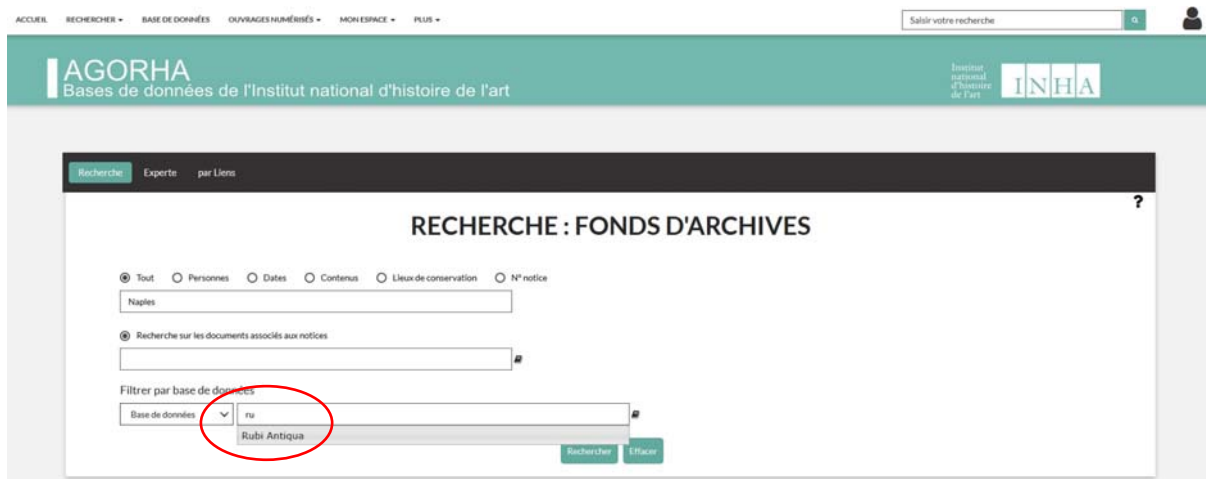 ACCUEIL RECHERCHER BASE DE DONNÉES OUVRAGES NUMÉRISÉS MON ESPACE PLUS Saisir votre recherche
AGORHA
Bases de données de l'Institut national d'histoire de l'art
Institut
national
d'histoire
de l'art
INHA
Recherche Experte par Liens
?
RECHERCHE : FONDS D'ARCHIVES
Tout Personnes Dates Contenus Lieux de conservation N° notice
Naples
Recherche sur les documents associés aux notices
Filtrer par base de données
Base de données ru
Rubi Antiqua
Rechercher Effacer